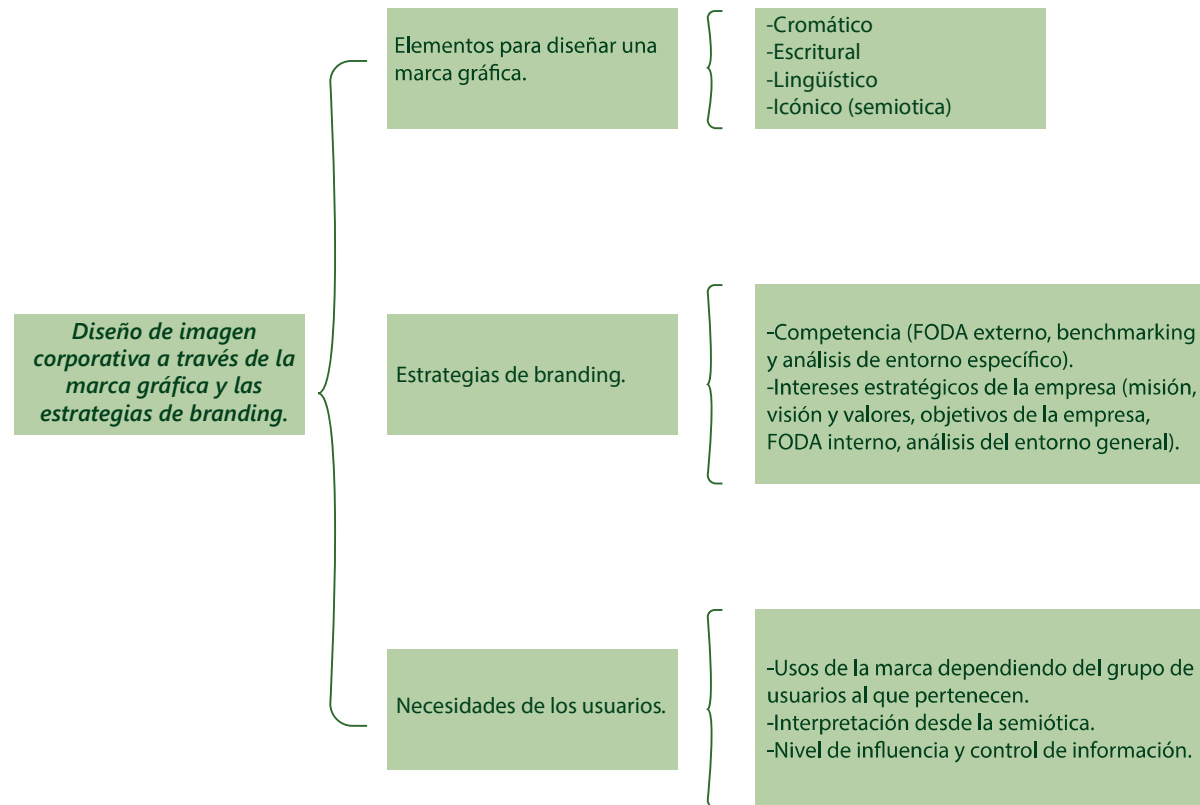 Diseño de imagen
corporativa a través de la
marca gráfica y las
estrategias de branding.
Elementos para diseñar una
marca gráfica.
-Cromático
-Escritural
-Lingüístico
-Icónico (semiotica)
Estrategias de branding.
-Competencia (FODA externo, benchmarking
y análisis de entorno específico).
-Intereses estratégicos de la empresa (misión,
visión y valores, objetivos de la empresa,
FODA interno, análisis del entorno general).
Necesidades de los usuarios.
-Usos de la marca dependiendo del grupo de
usuarios al que pertenecen.
-Interpretación desde la semiótica.
-Nivel de influencia y control de información.